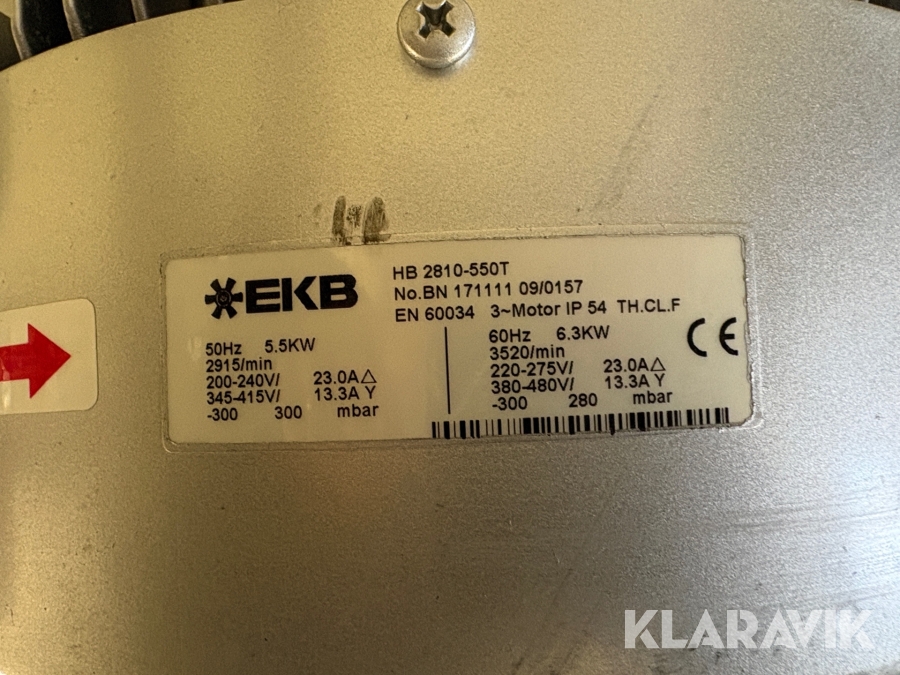 EKB
HB 2810-550T
No.BN 171111 09/0157
EN 60034 3~Motor IP 54 TH.CL.F
50Hz 5.5KW
2915/min
200-240V/ 23.0A△
345-415V/ 13.3A Y
-300 300 mbar
60Hz 6.3KW
3520/min
220-275V/ 23.0A△
380-480V/ 13.3A Y
-300 280 mbar
CE
KLARAVIK